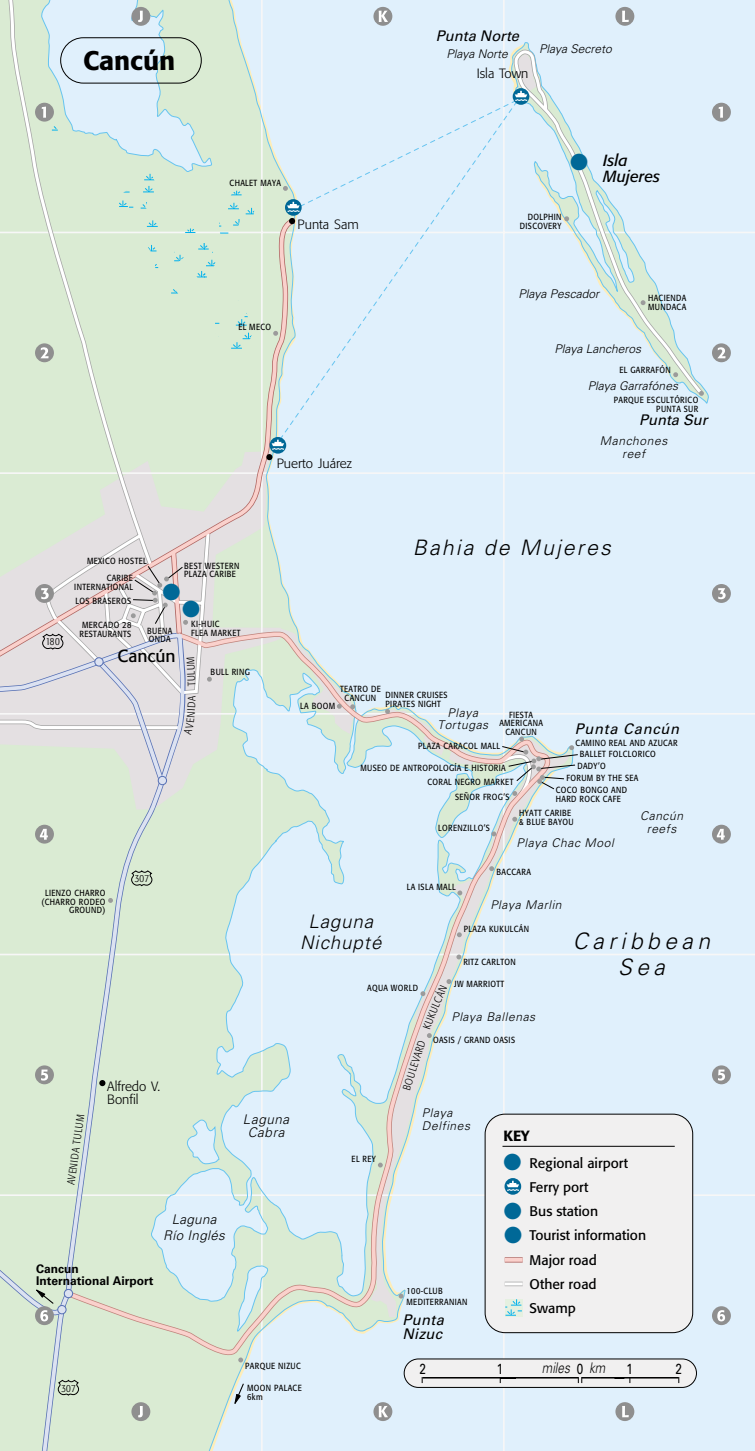 J
K
L
Cancún
Punta Norte
Playa Norte
Playa Secreto
Isla Town
1
1
Isla
Mujeres
CHALET MAYA
Punta Sam
DOLPHIN
DISCOVERY
Playa Pescador
HACIENDA
MUNDACA
EL MECO
2
2
Playa Lancheros
EL GARRAFÓN
Playa Garrafónes
PARQUE ESCULTÓRICO
PUNTA SUR
Punta Sur
Manchones
reef
Puerto Juárez
Bahia de Mujeres
MEXICO HOSTEL
BEST WESTERN
PLAZA CARIBE
CARIBE
INTERNATIONAL
LOS BRASEROS
3
3
MERCADO 28
RESTAURANTS
BUENA
ONDA
KI-HUIC
FLEA MARKET
180
Cancún
AVENIDA TULUM
BULL RING
LA BOOM
TEATRO DE
CANCUN
DINNER CRUISES
PIRATES NIGHT
Playa
Tortugas
FIESTA
AMERICANA
CANCUN
Punta Cancún
CAMINO REAL AND AZUCAR
PLAZA CARACOL MALL
BALLET FOLCLORICO
MUSEO DE ANTROPOLOGÍA E HISTORIA
DADY'O
CORAL NEGRO MARKET
FORUM BY THE SEA
SEÑOR FROG'S
COCO BONGO AND
HARD ROCK CAFE
HYATT CARIBE
& BLUE BAYOU
Cancún
reefs
LORENZILLO'S
4
4
Playa Chac Mool
BACCARA
307
LIENZO CHARRO
(CHARRO RODEO
GROUND)
LA ISLA MALL
Playa Marlin
Laguna
Nichupté
PLAZA KUKULCÁN
Caribbean
Sea
RITZ CARLTON
AQUA WORLD
JW MARRIOTT
Playa Ballenas
BOULEVARD KUKULCÁN
OASIS / GRAND OASIS
5
5
Alfredo V.
Bonfil
AVENIDA TULUM
Laguna
Cabra
Playa
Delfines
EL REY
Laguna
Río Inglés
KEY
Regional airport
Ferry port
Bus station
Tourist information
Major road
Other road
Swamp
Cancun
International Airport
6
6
100-CLUB
MEDITERRANIAN
Punta
Nizuc
PARQUE NIZUC
MOON PALACE
6km
307
2 1 miles 0 km 1 2
J
K
L